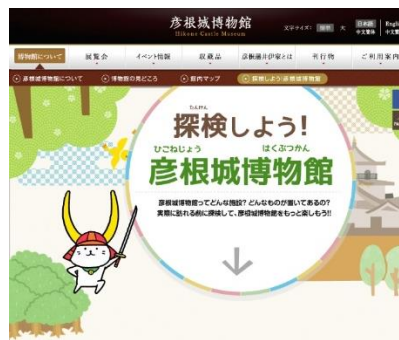 彦根城博物館
Hikone Castle Museum
文字サイズ: 標準 大
日本語 Engli
中文繁体 中文
博物館について 展覧会 イベント情報 収蔵品 彦根藩井伊家とは 刊行物 ご利用案内
彦根城博物館について 博物館の見どころ 館内マップ 探検しよう!彦根城博物館
たんけん
探検しよう!
ひこねじょう はくぶつかん
彦根城博物館
彦根城博物館ってどんな施設? どんなものが置いてあるの?
実際に訪れる前に探検して、彦根城博物館をもっと楽しもう!!